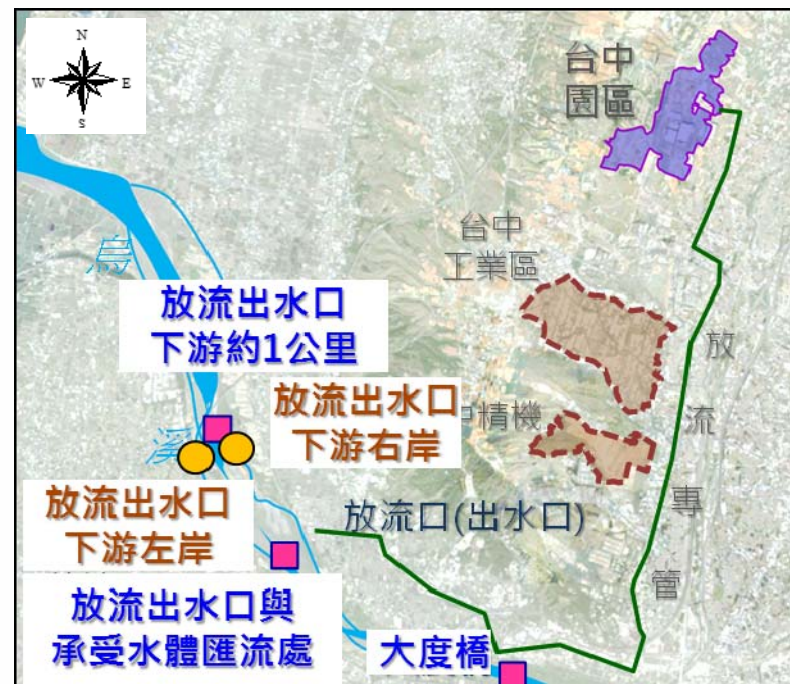 N
W E
S
台中
園區
台中
工業區
烏
溪
放流出水口
下游約1公里
放流出水口
下游右岸
中精機
放流出水口
下游左岸
放流口(出水口)
放
流
專
管
放流出水口與
承受水體匯流處
大度橋